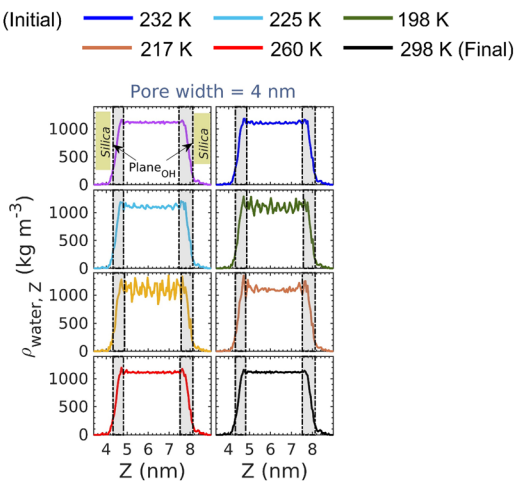 (Initial) 232 K 225 K 198 K
217 K 260 K 298 K (Final)
Pore width = 4 nm
1000
500
0
Silica
Plane_OH
Silica
1000
500
0
1000
500
0
1000
500
0
ρ_water, Z (kg m⁻³)
4 5 6 7 8 4 5 6 7 8
Z (nm) Z (nm)